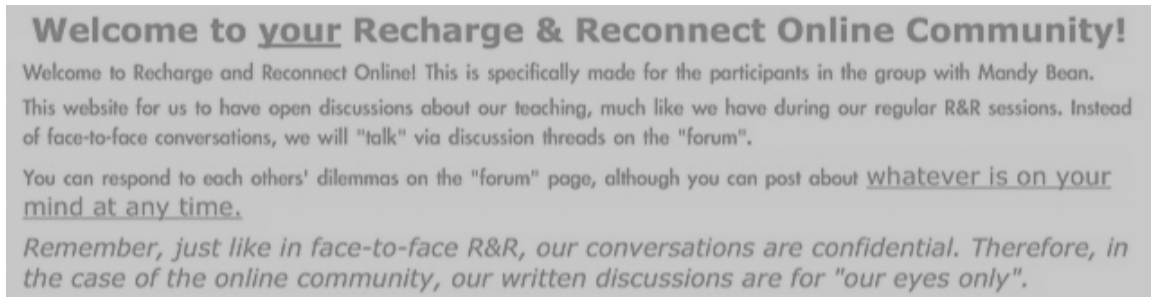 Welcome to your Recharge & Reconnect Online Community!
Welcome to Recharge and Reconnect Online! This is specifically made for the participants in the group with Mandy Bean.
This website for us to have open discussions about our teaching, much like we have during our regular R&R sessions. Instead
of face-to-face conversations, we will "talk" via discussion threads on the "forum".
You can respond to each others' dilemmas on the "forum" page, although you can post about whatever is on your
mind at any time.
Remember, just like in face-to-face R&R, our conversations are confidential. Therefore, in
the case of the online community, our written discussions are for "our eyes only".